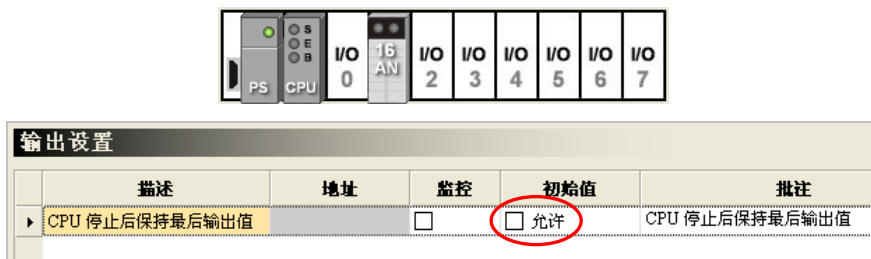 S
E
B
PS CPU I/O 0 16 AN I/O 2 I/O 3 I/O 4 I/O 5 I/O 6 I/O 7
输出设置
描述 地址 监控 初始值 批注
CPU 停止后保持最后输出值 允许 CPU 停止后保持最后输出值